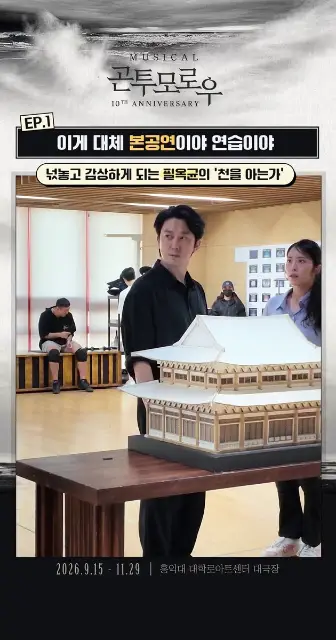 MUSICAL
곤투모로우
10TH ANNIVERSARY
EP.1
이게 대체 본공연이야 연습이야
넋놓고 감상하게 되는 필옥균의 '천을 아는가'
2026.9.15 - 11.29 | 홍익대 대학로아트센터 대극장